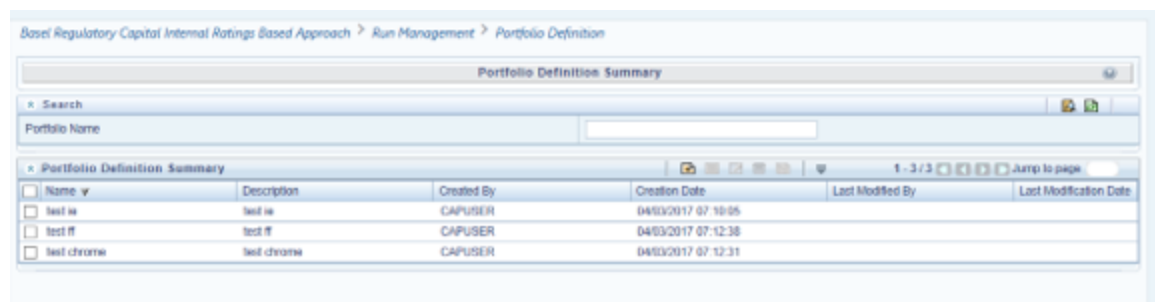 Basel Regulatory Capital Internal Ratings Based Approach > Run Management > Portfolio Definition
Portfolio Definition Summary
Search
Portfolio Name
Portfolio Definition Summary 1 - 3 / 3 Jump to page
Name Description Created By Creation Date Last Modified By Last Modification Date
test ie test ie CAPUSER 04/03/2017 07:10:05
test ff test ff CAPUSER 04/03/2017 07:12:38
test chrome test chrome CAPUSER 04/03/2017 07:12:31